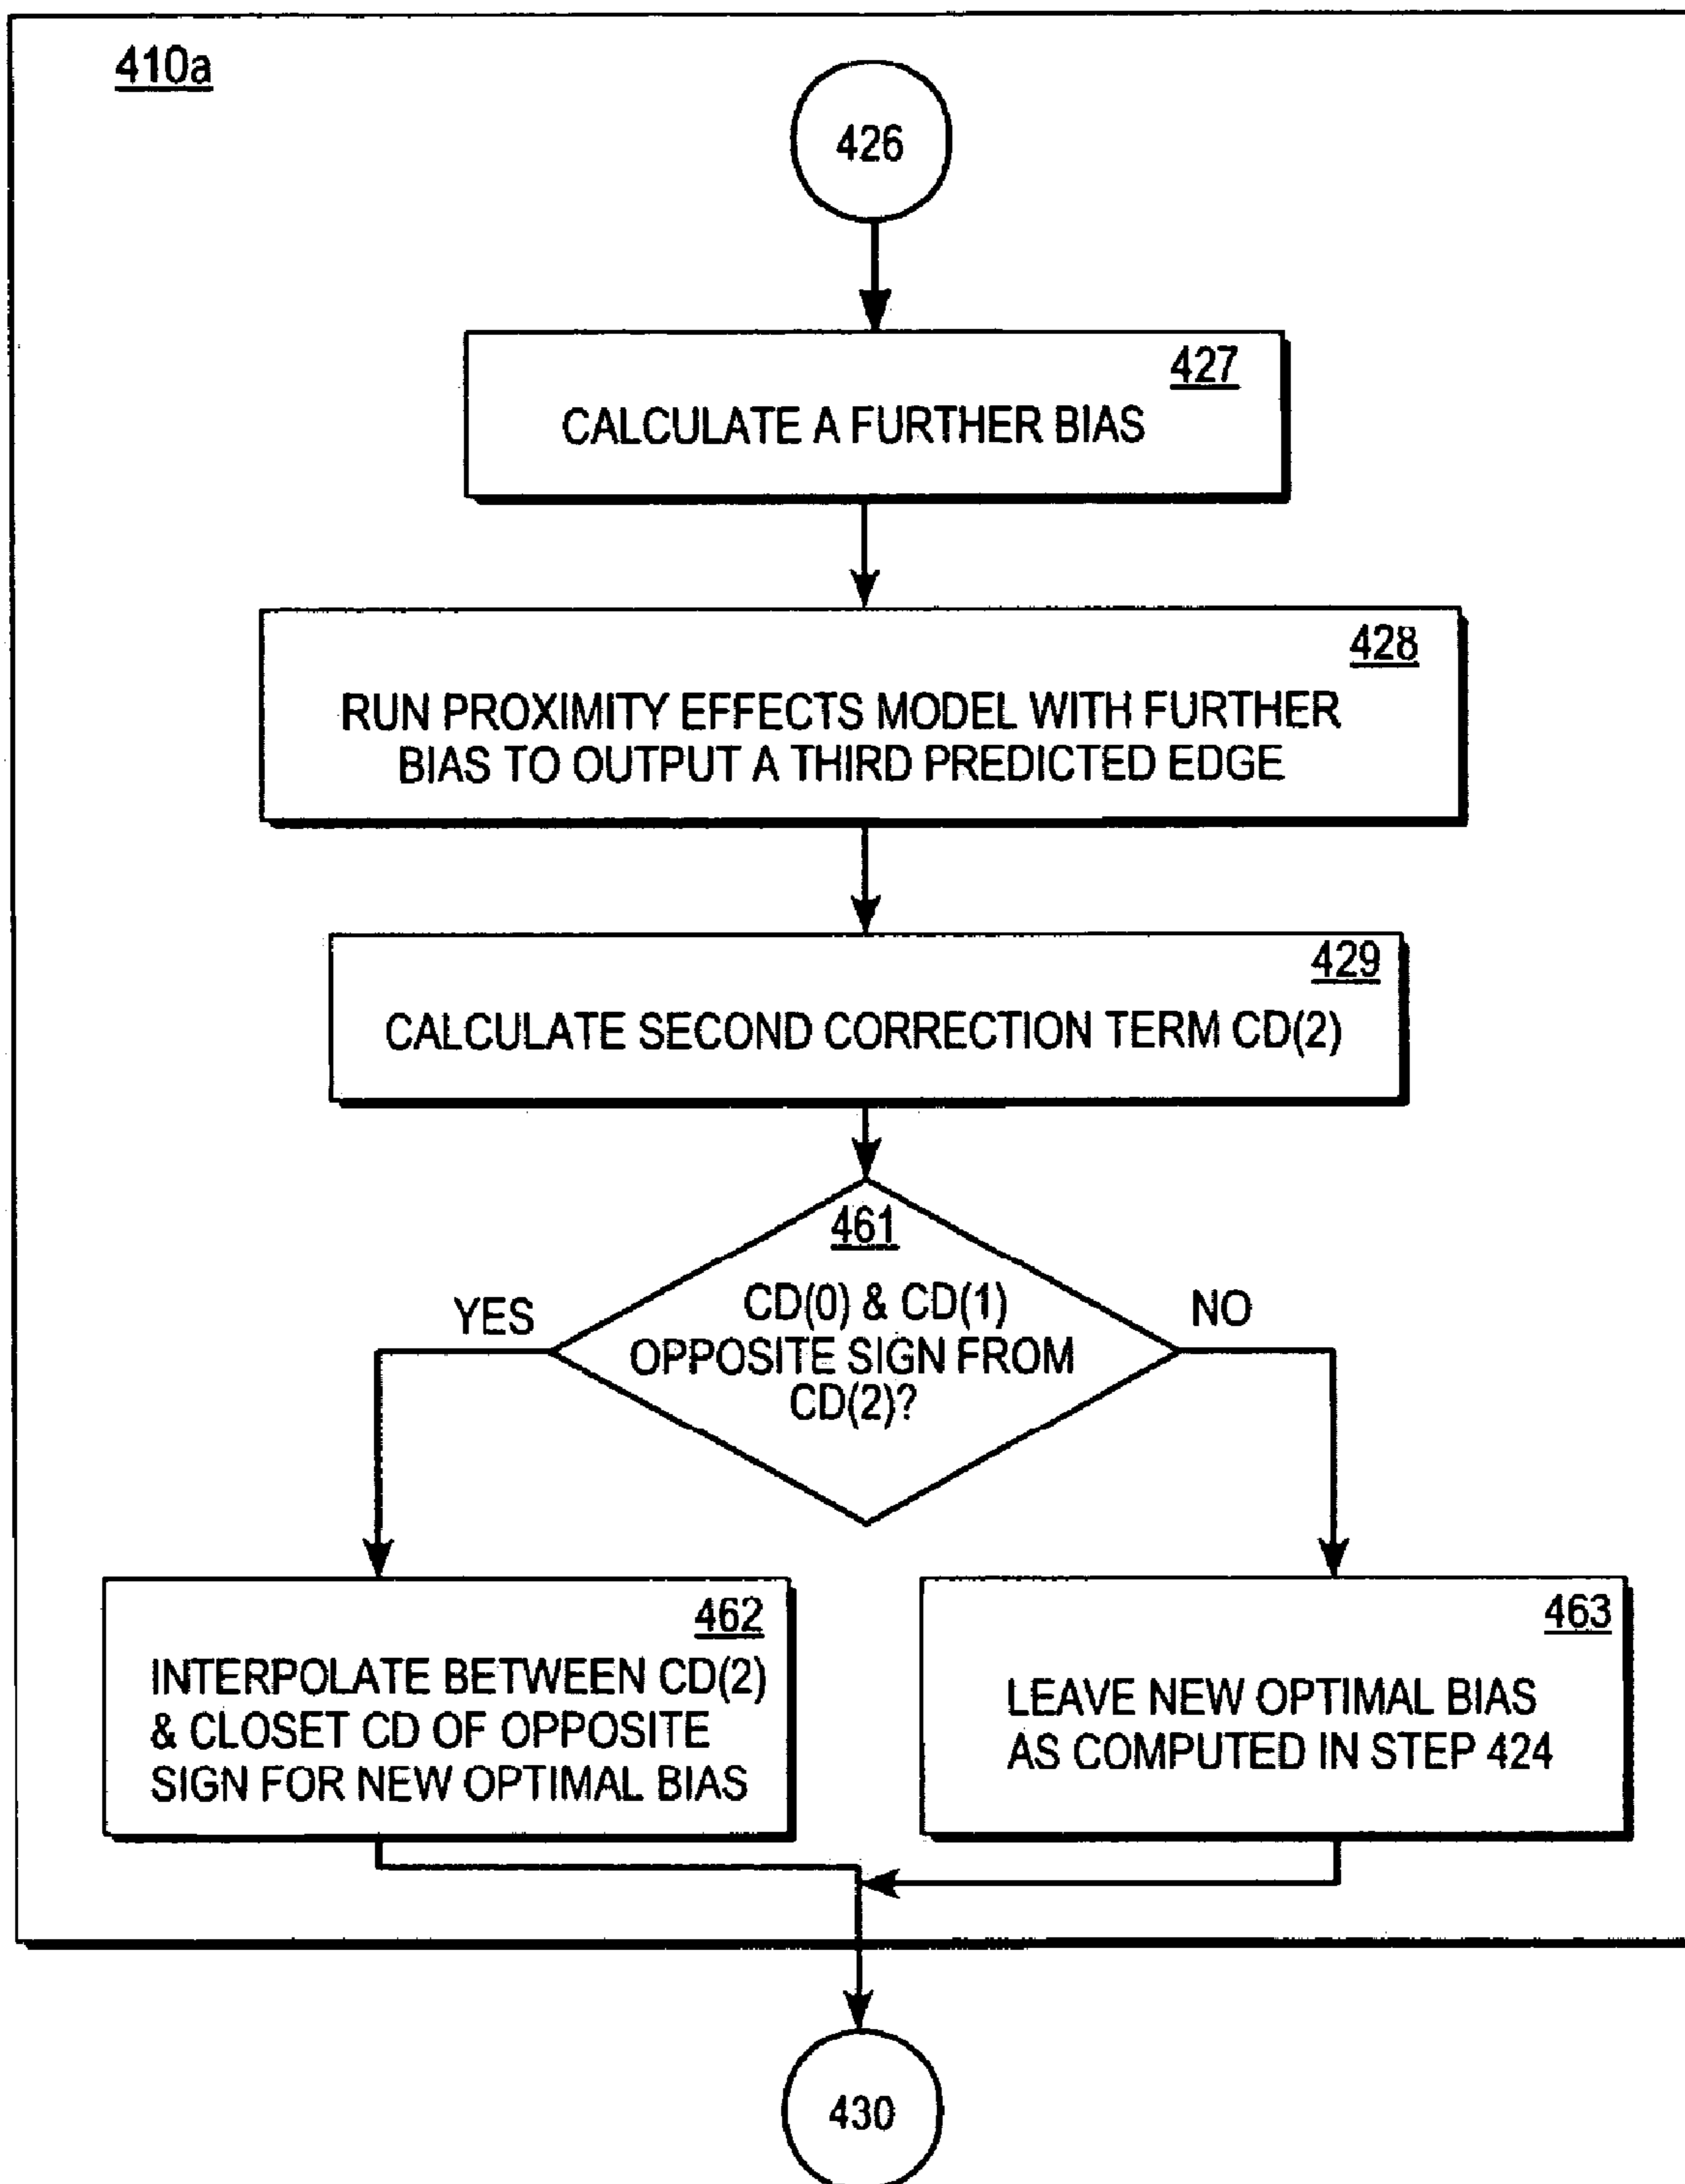 410a
426
427
CALCULATE A FURTHER BIAS
428
RUN PROXIMITY EFFECTS MODEL WITH FURTHER
BIAS TO OUTPUT A THIRD PREDICTED EDGE
429
CALCULATE SECOND CORRECTION TERM CD(2)
461
CD(0) & CD(1)
OPPOSITE SIGN FROM
CD(2)?
YES
NO
462
INTERPOLATE BETWEEN CD(2)
& CLOSET CD OF OPPOSITE
SIGN FOR NEW OPTIMAL BIAS
463
LEAVE NEW OPTIMAL BIAS
AS COMPUTED IN STEP 424
430